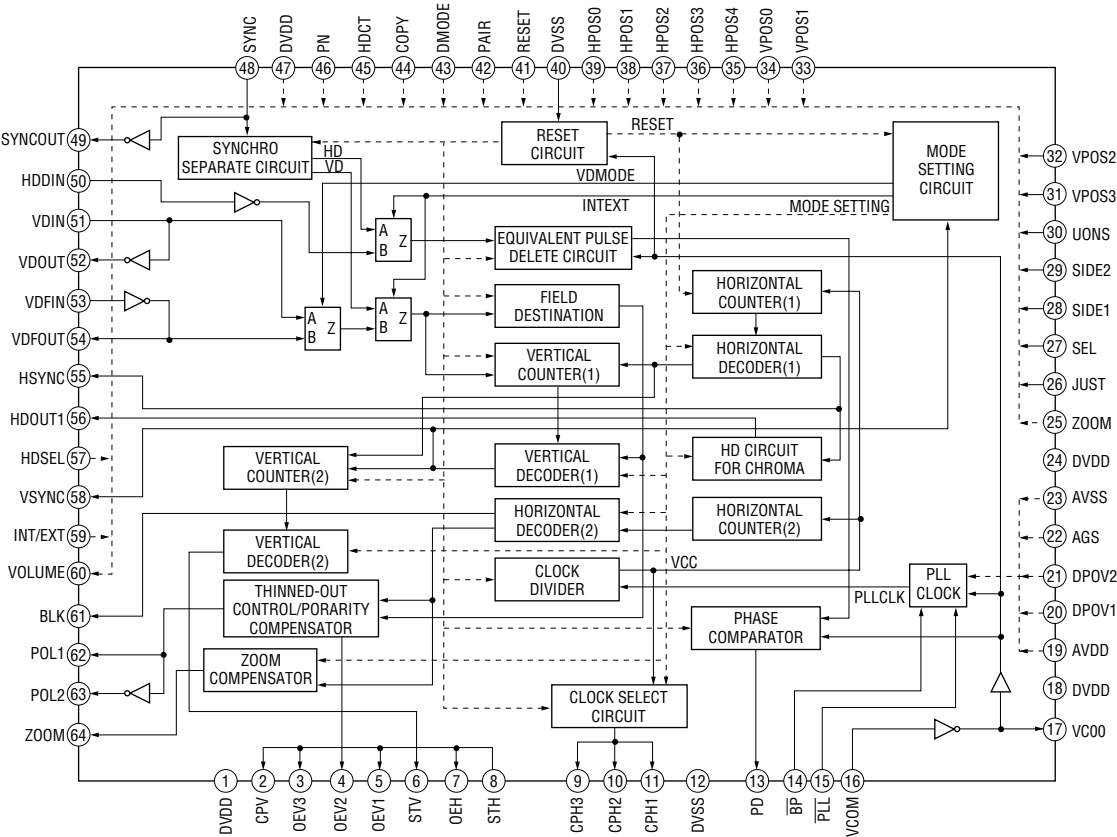 SYNC
DVDD
PN
HDCT
COPY
DMODE
PAIR
RESET
DVSS
HPOS0
HPOS1
HPOS2
HPOS3
HPOS4
VPOS0
VPOS1
48
47
46
45
44
43
42
41
40
39
38
37
36
35
34
33
SYNCOUT 49
HDDIN 50
VDIN 51
VDOUT 52
VDFIN 53
VDFOUT 54
HSYNC 55
HDOUT1 56
HDSEL 57
VSYNC 58
INT/EXT 59
VOLUME 60
BLK 61
POL1 62
POL2 63
ZOOM 64
SYNCHRO
SEPARATE CIRCUIT
HD
VD
RESET
CIRCUIT
RESET
MODE
SETTING
CIRCUIT
VDMODE
INTEXT
MODE SETTING
A
B
Z
A
B
Z
A
B
Z
EQUIVALENT PULSE
DELETE CIRCUIT
FIELD
DESTINATION
VERTICAL
COUNTER(1)
HORIZONTAL
COUNTER(1)
HORIZONTAL
DECODER(1)
VERTICAL
COUNTER(2)
VERTICAL
DECODER(1)
HD CIRCUIT
FOR CHROMA
HORIZONTAL
DECODER(2)
HORIZONTAL
COUNTER(2)
VERTICAL
DECODER(2)
CLOCK
DIVIDER
VCC
PLLCLK
PLL
CLOCK
THINNED-OUT
CONTROL/PORARITY
COMPENSATOR
PHASE
COMPARATOR
ZOOM
COMPENSATOR
CLOCK SELECT
CIRCUIT
32 VPOS2
31 VPOS3
30 UONS
29 SIDE2
28 SIDE1
27 SEL
26 JUST
25 ZOOM
24 DVDD
23 AVSS
22 AGS
21 DPOV2
20 DPOV1
19 AVDD
18 DVDD
17 VC00
1
2
3
4
5
6
7
8
9
10
11
12
13
14
15
16
DVDD
CPV
OEV3
OEV2
OEV1
STV
OEH
STH
CPH3
CPH2
CPH1
DVSS
PD
BP
PLL
VCOM